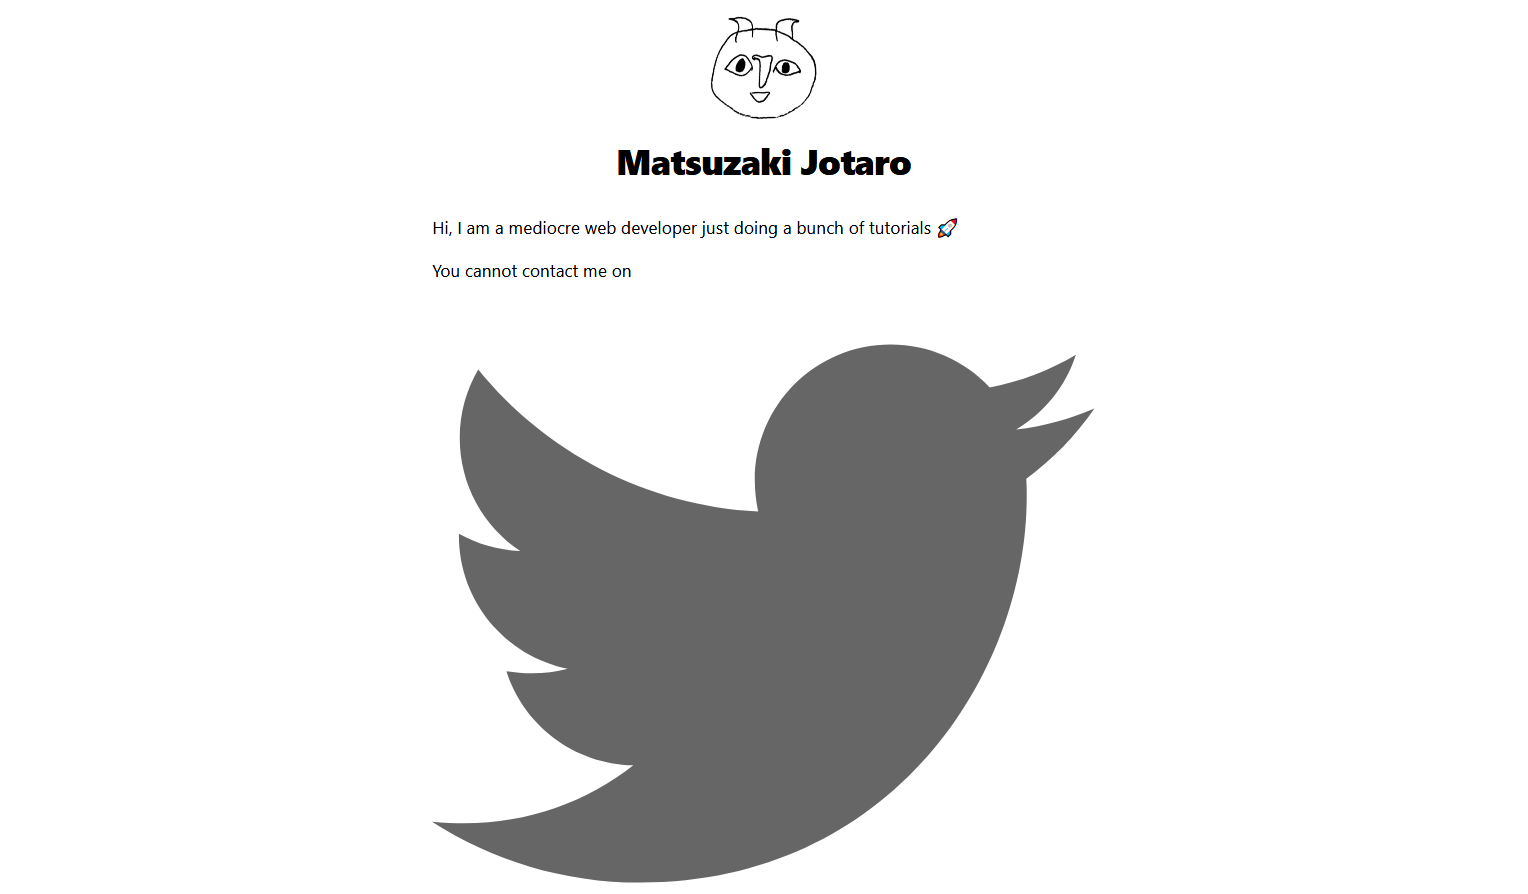 Matsuzaki Jotaro
Hi, I am a mediocre web developer just doing a bunch of tutorials 🚀
You cannot contact me on